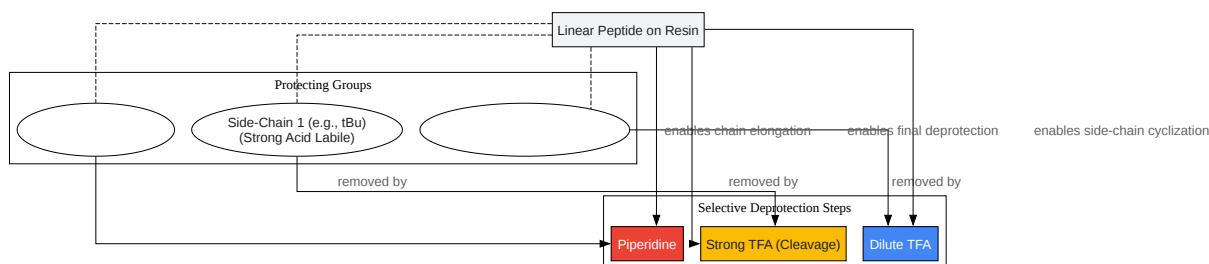 Linear Peptide on Resin
Protecting Groups
Side-Chain 1 (e.g., tBu)
(Strong Acid Labile)
enables chain elongation
enables final deprotection
enables side-chain cyclization
removed by
removed by
removed by
Selective Deprotection Steps
Piperidine
Strong TFA (Cleavage)
Dilute TFA